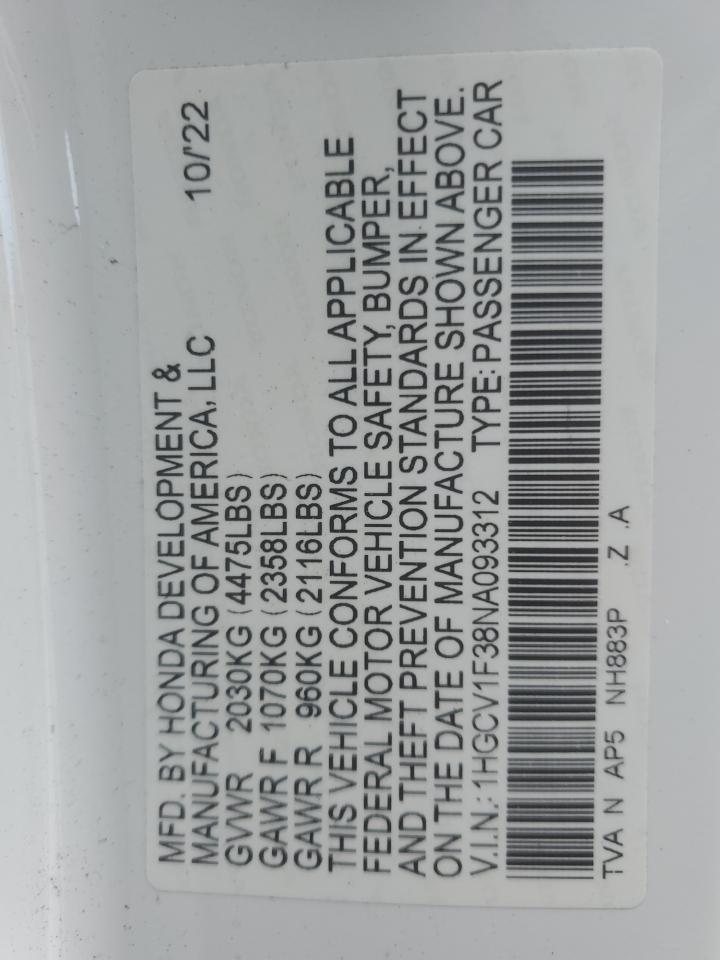 MFD. BY HONDA DEVELOPMENT &
MANUFACTURING OF AMERICA, LLC 10/'22
GVWR 2030KG (4475LBS)
GAWR F 1070KG (2358LBS)
GAWR R 960KG (2116LBS)
THIS VEHICLE CONFORMS TO ALL APPLICABLE
FEDERAL MOTOR VEHICLE SAFETY, BUMPER,
AND THEFT PREVENTION STANDARDS IN EFFECT
ON THE DATE OF MANUFACTURE SHOWN ABOVE.
V.I.N.: 1HGCV1F38NA093312 TYPE: PASSENGER CAR
TVA N AP5 NH883P .Z .A